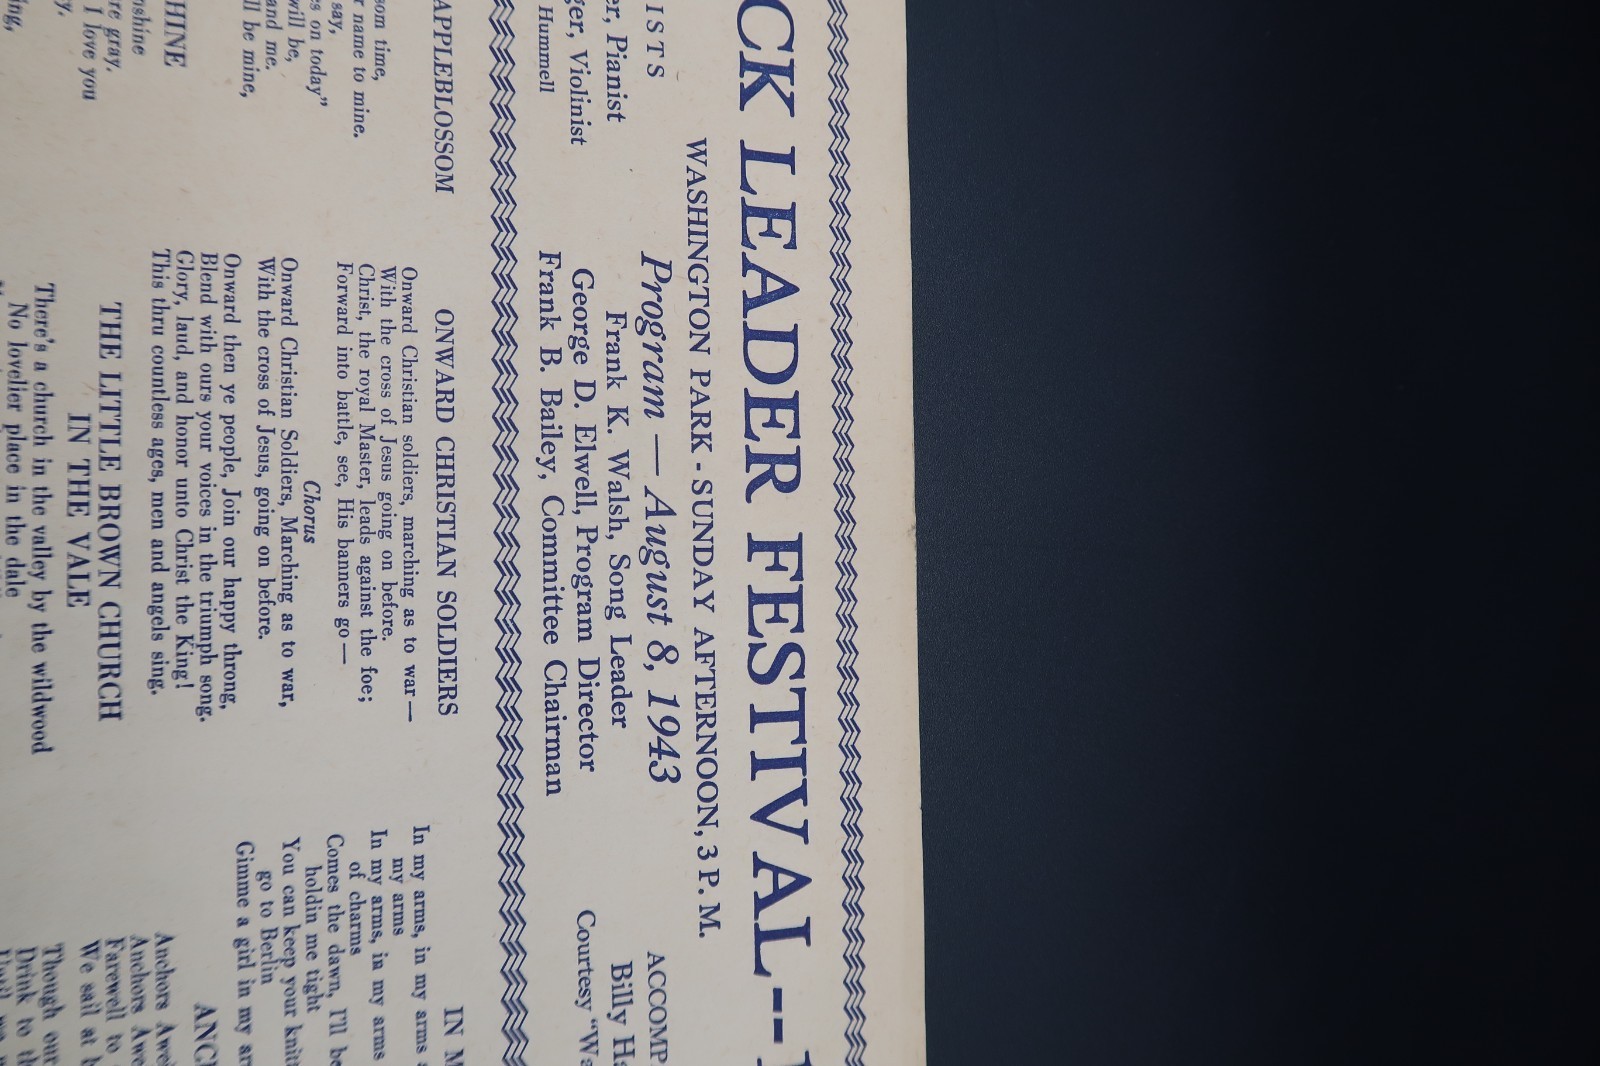 CK LEADER FESTIVAL--
WASHINGTON PARK - SUNDAY AFTERNOON, 3 P. M.
Program — August 8, 1943
Frank K. Walsh, Song Leader
George D. Elwell, Program Director
Frank B. Bailey, Committee Chairman
ISTS
er, Pianist
ger, Violinist
Hummell
ACCOMP
Billy
Courtesy "Wa
APPLEBLOSSOM
som time,
say,
r name to mine.
s on today"
will be,
and me.
ll be mine,
HINE
nshine
re gray.
I love you
y,
ing,
ONWARD CHRISTIAN SOLDIERS
Onward Christian soldiers, marching as to war—
With the cross of Jesus going on before.
Christ, the royal Master, leads against the foe;
Forward into battle, see, His banners go—
Chorus
Onward Christian Soldiers, Marching as to war,
With the cross of Jesus, going on before.
Onward then ye people, Join our happy throng,
Blend with ours your voices in the triumph song.
Glory, laud, and honor unto Christ the King!
This thru countless ages, men and angels sing.
THE LITTLE BROWN CHURCH
IN THE VALE
There's a church in the valley by the wildwood
No lovelier place in the dale
IN M
In my arms, in my arms
my arms
In my arms, in my arms
of charms
Comes the dawn, I'll be
holdin me tight
You can keep your knitt
go to Berlin
Gimme a girl in my ar
ANC
Anchors Awe
Anchors Awe
Farewell to
We sail at b
Though our
Drink to th